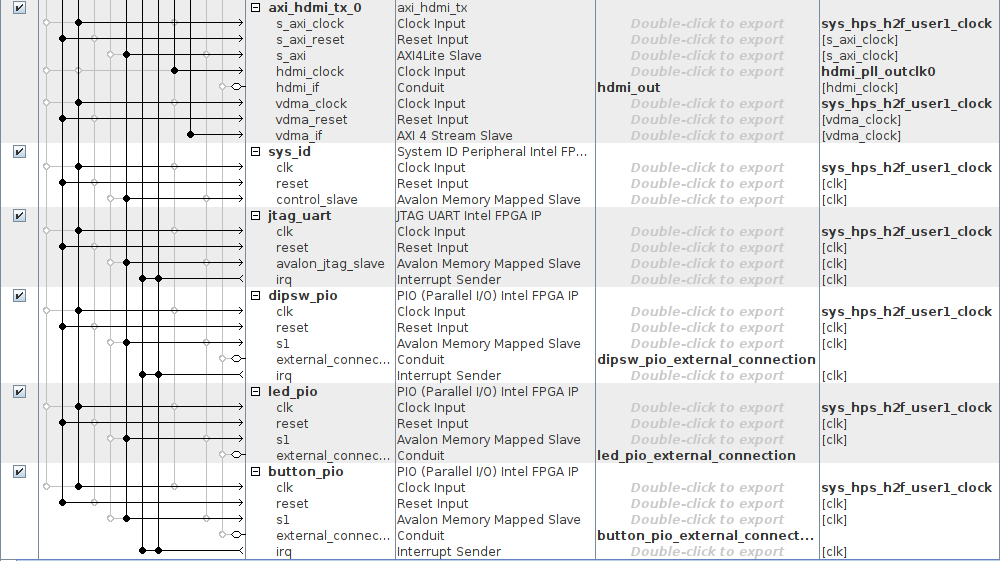 axi_hdmi_tx_0 axi_hdmi_tx
s_axi_clock Clock Input Double-click to export sys_hps_h2f_user1_clock
s_axi_reset Reset Input Double-click to export [s_axi_clock]
s_axi AXI4Lite Slave Double-click to export [s_axi_clock]
hdmi_clock Clock Input Double-click to export hdmi_pll_outclk0
hdmi_if Conduit hdmi_out [hdmi_clock]
vdma_clock Clock Input Double-click to export sys_hps_h2f_user1_clock
vdma_reset Reset Input Double-click to export [vdma_clock]
vdma_if AXI 4 Stream Slave Double-click to export [vdma_clock]
sys_id System ID Peripheral Intel FP...
clk Clock Input Double-click to export sys_hps_h2f_user1_clock
reset Reset Input Double-click to export [clk]
control_slave Avalon Memory Mapped Slave Double-click to export [clk]
jtag_uart JTAG UART Intel FPGA IP
clk Clock Input Double-click to export sys_hps_h2f_user1_clock
reset Reset Input Double-click to export [clk]
avalon_jtag_slave Avalon Memory Mapped Slave Double-click to export [clk]
irq Interrupt Sender Double-click to export [clk]
dipsw_pio PIO (Parallel I/O) Intel FPGA IP
clk Clock Input Double-click to export sys_hps_h2f_user1_clock
reset Reset Input Double-click to export [clk]
s1 Avalon Memory Mapped Slave Double-click to export [clk]
external_connec... Conduit dipsw_pio_external_connection
irq Interrupt Sender Double-click to export [clk]
led_pio PIO (Parallel I/O) Intel FPGA IP
clk Clock Input Double-click to export sys_hps_h2f_user1_clock
reset Reset Input Double-click to export [clk]
s1 Avalon Memory Mapped Slave Double-click to export [clk]
external_connec... Conduit led_pio_external_connection
button_pio PIO (Parallel I/O) Intel FPGA IP
clk Clock Input Double-click to export sys_hps_h2f_user1_clock
reset Reset Input Double-click to export [clk]
s1 Avalon Memory Mapped Slave Double-click to export [clk]
external_connec... Conduit button_pio_external_connect...
irq Interrupt Sender Double-click to export [clk]